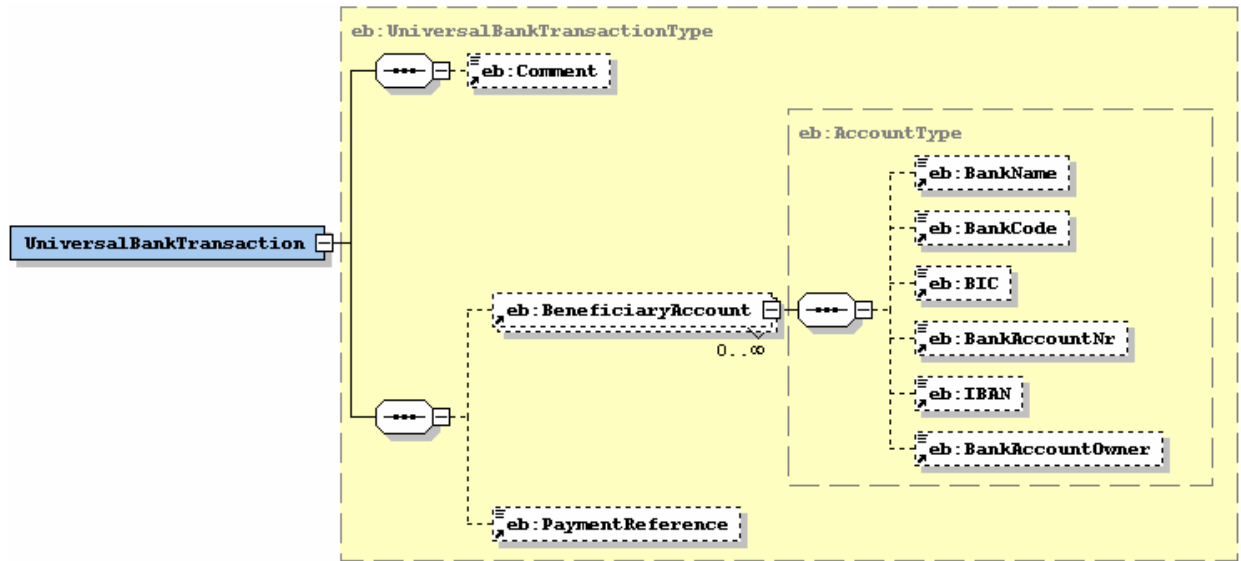 eb:UniversalBankTransactionType
eb:Comment
eb:AccountType
eb:BankName
eb:BankCode
UniversalBankTransaction
eb:BIC
eb:BeneficiaryAccount
0..∞
eb:BankAccountNr
eb:IBAN
eb:BankAccountOwner
eb:PaymentReference